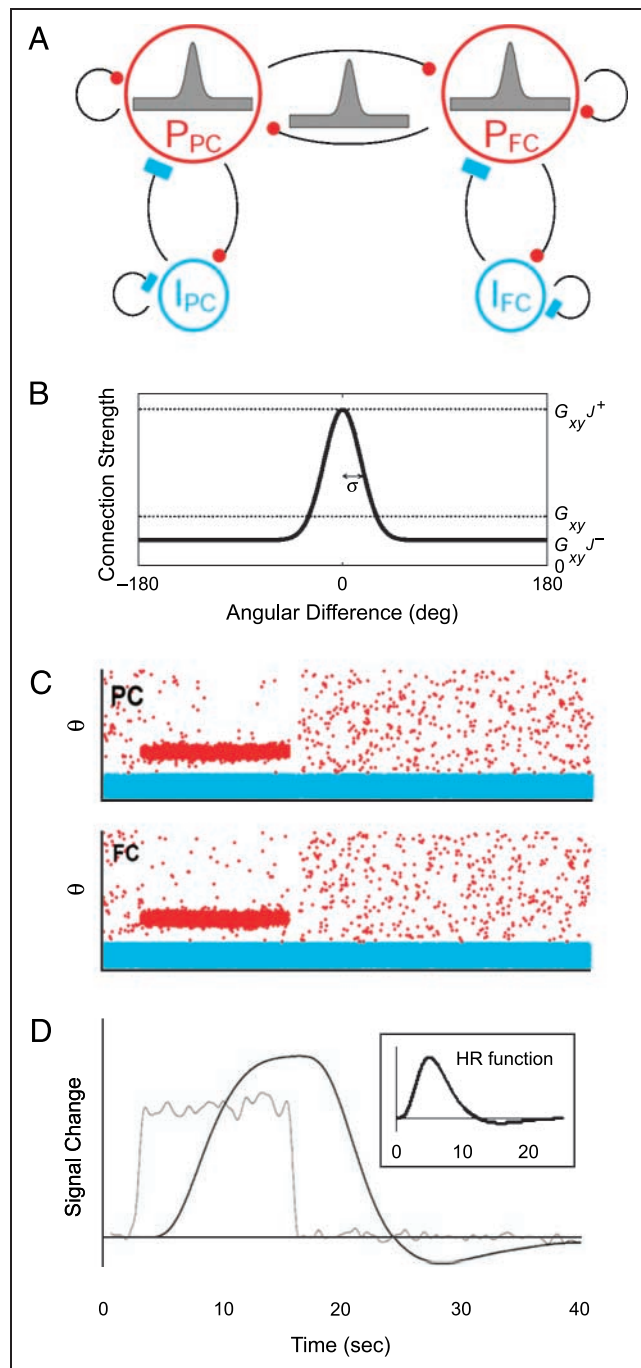 A
P_PC
P_FC
I_PC
I_FC
B
Connection Strength
G_xy J^+
σ
G_xy
G_xy J^-
0
–180
0
180
Angular Difference (deg)
C
PC
θ
FC
θ
D
HR function
0
10
20
Signal Change
0
10
20
30
40
Time (sec)